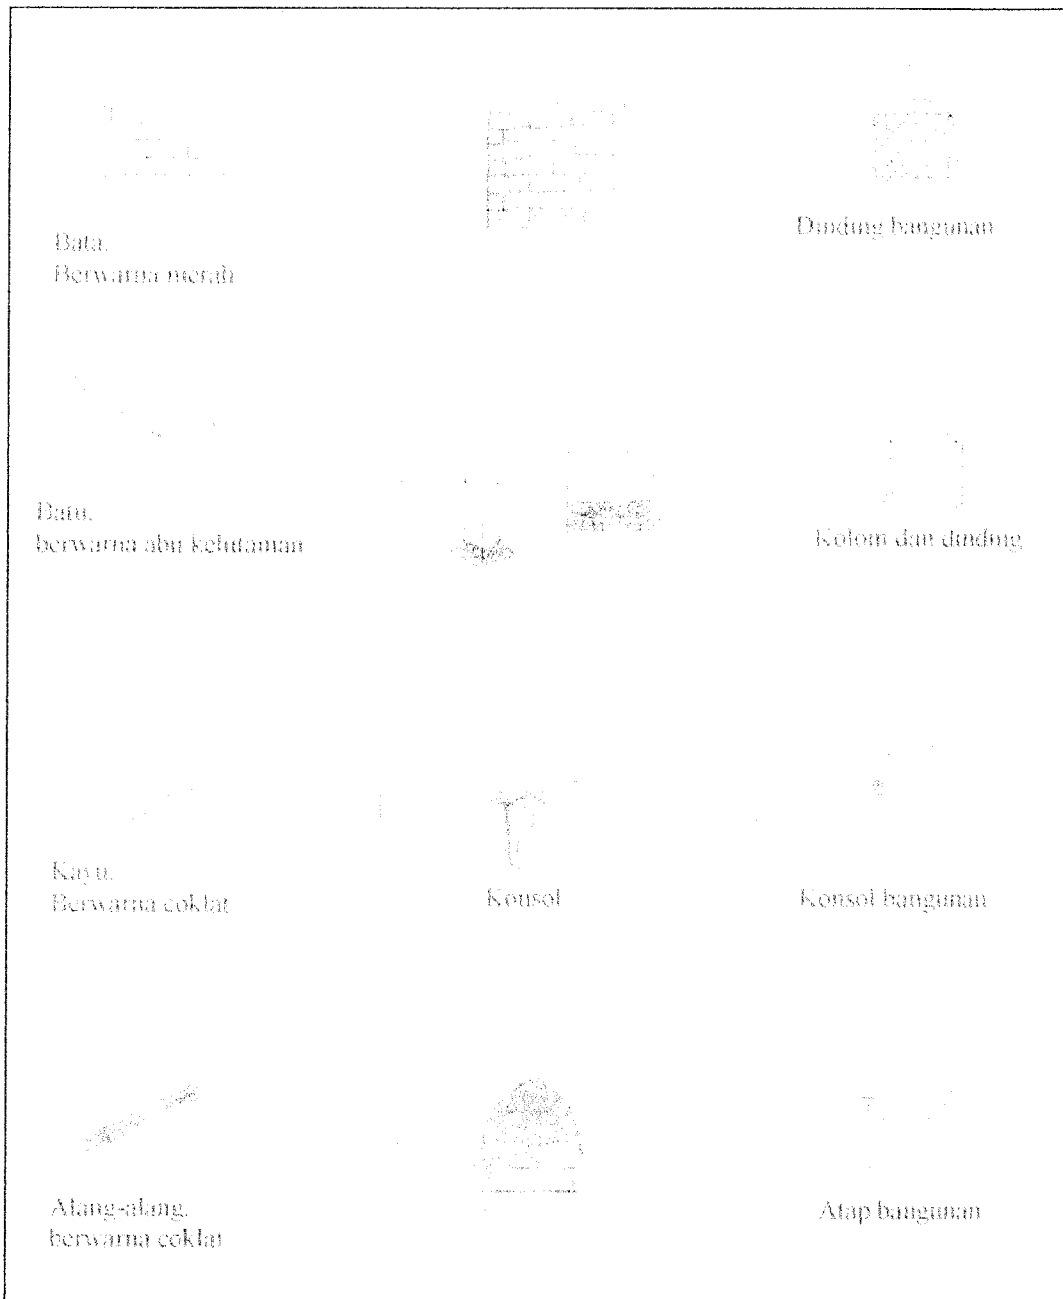 Bata.
Berwarna merah
Dinding bangunan
Batu.
berwarna abu kehitaman
Kolom dan dinding
Kayu.
Berwarna coklat
Konsol
Konsol bangunan
Alang-alang.
berwarna coklat
Atap bangunan